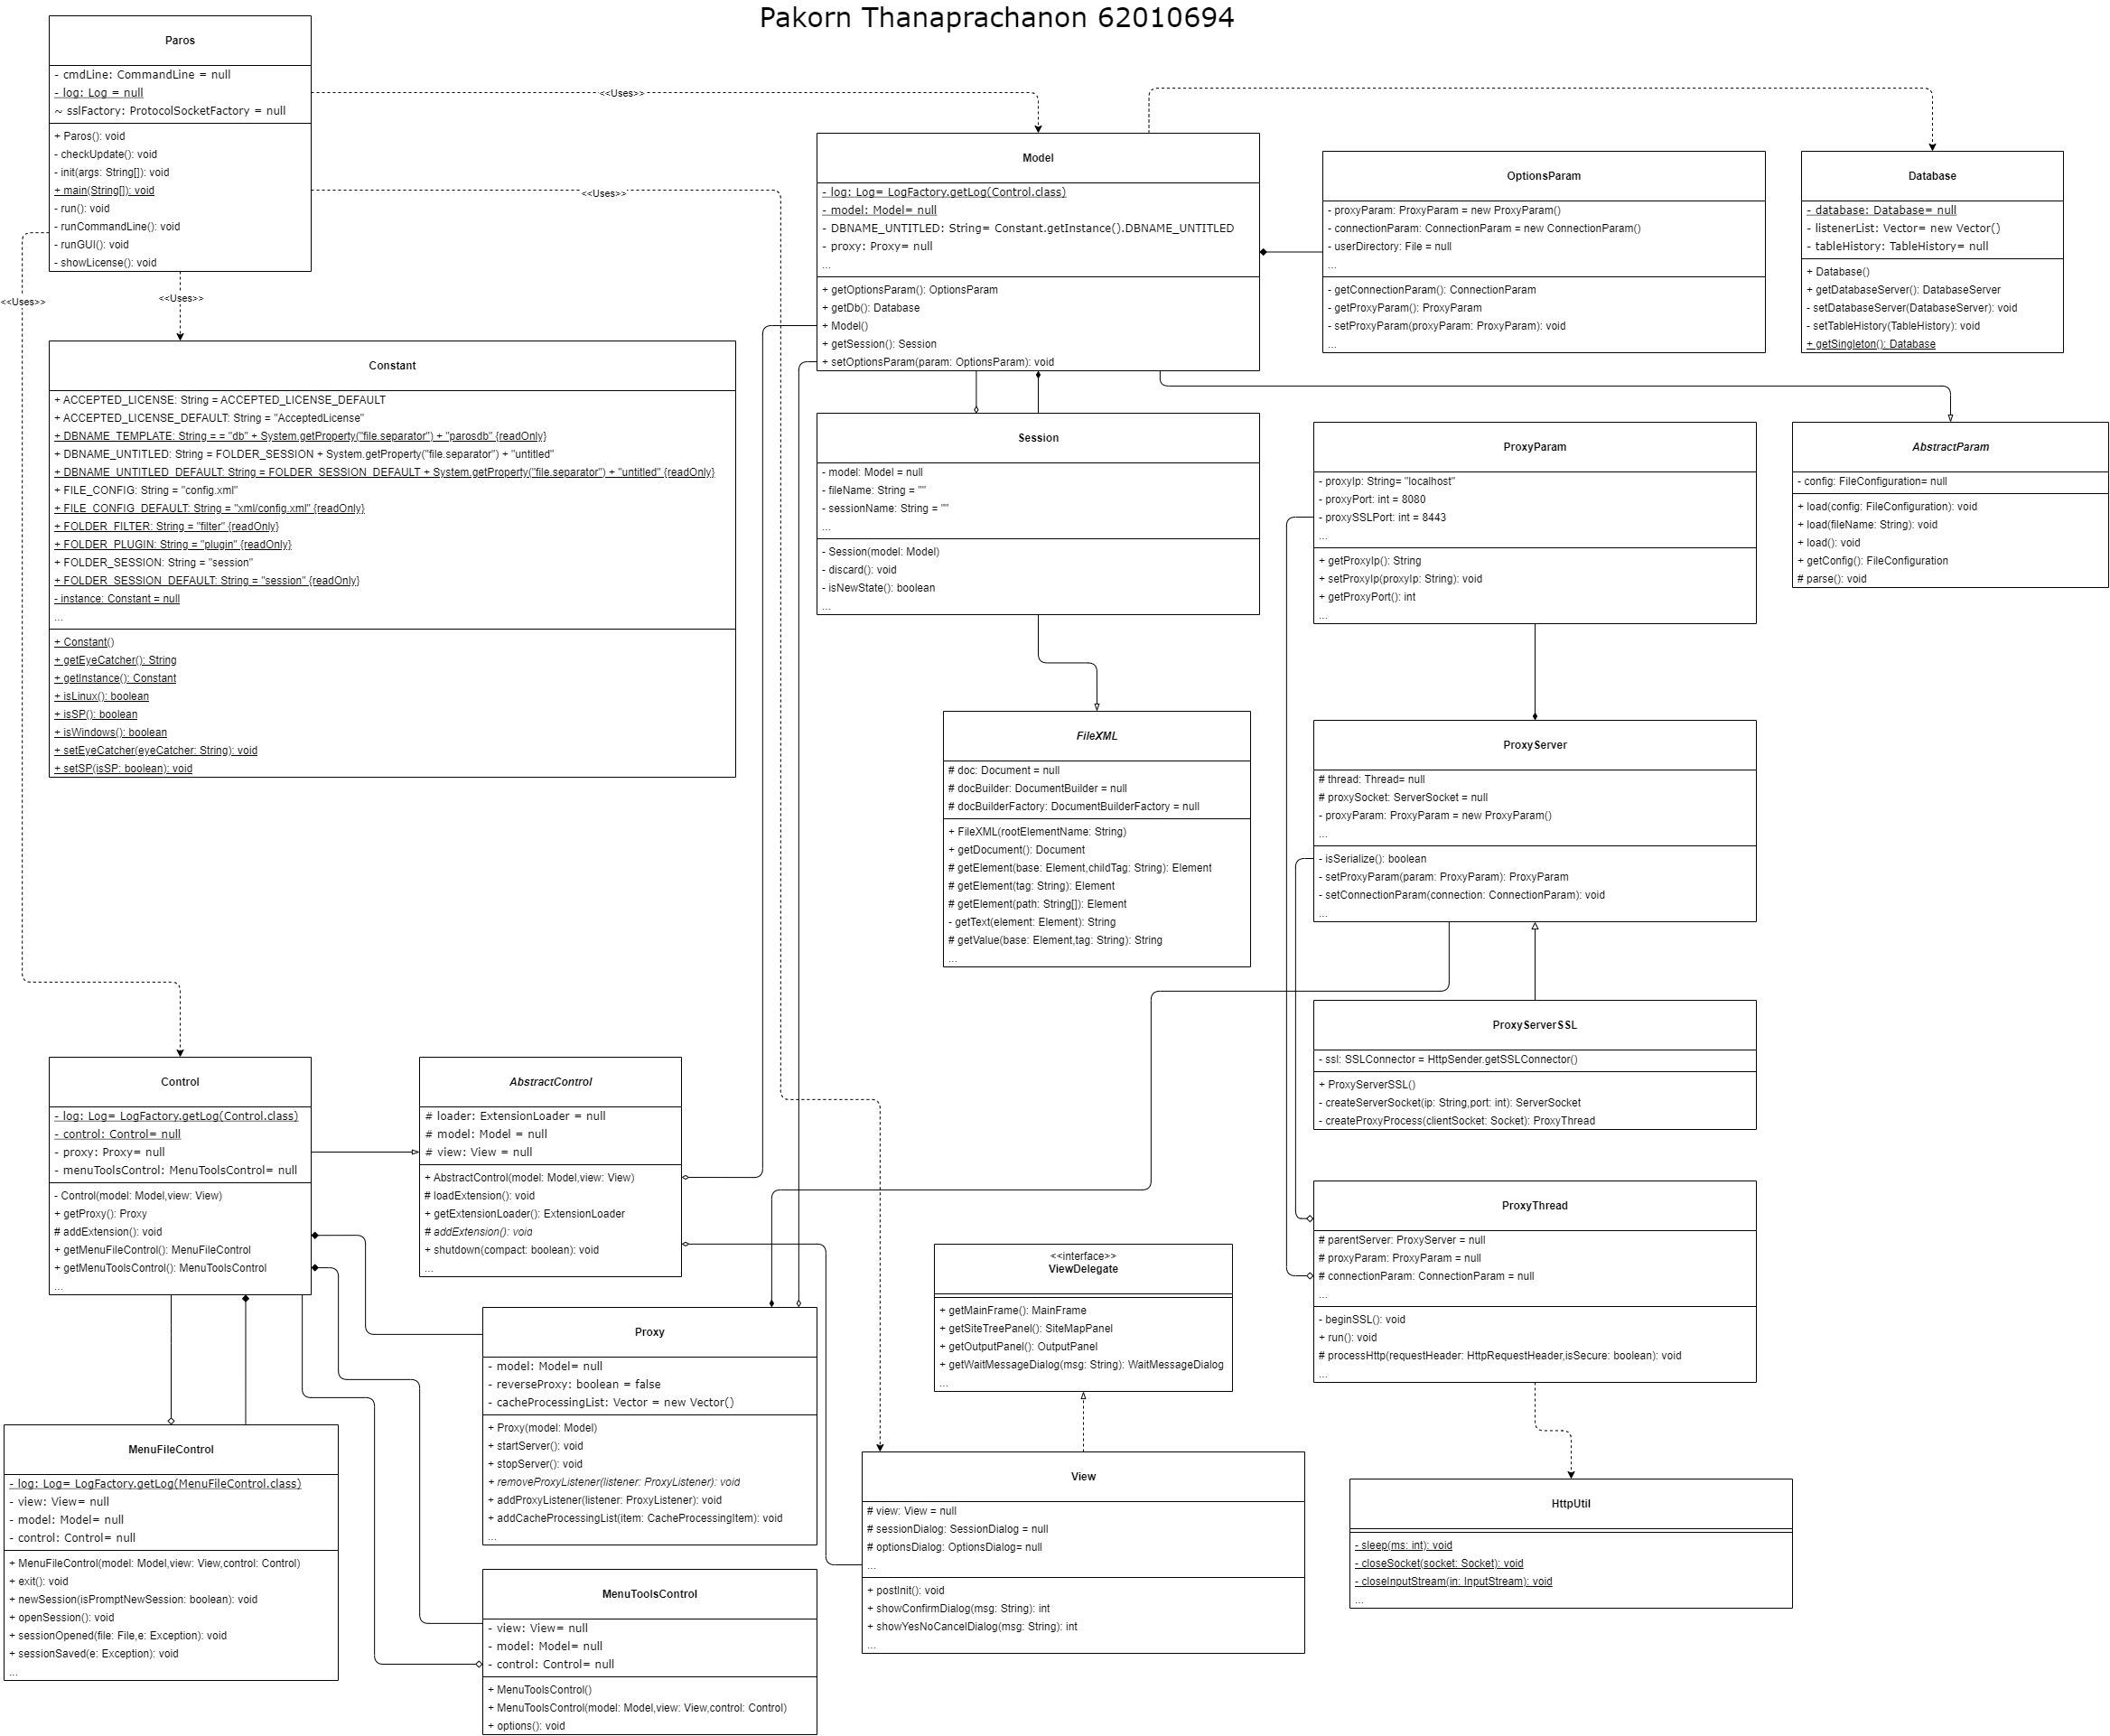 Pakorn Thanaprachanon 62010694
Paros
- cmdLine: CommandLine = null
- log: Log = null
~ sslFactory: ProtocolSocketFactory = null
+ Paros(): void
- checkUpdate(): void
- init(args: String[]): void
+ main(String[]): void
- run(): void
- runCommandLine(): void
- runGUI(): void
- showLicense(): void
<<Uses>>
<<Uses>>
<<Uses>>
<<Uses>>
Model
- log: Log= LogFactory.getLog(Control.class)
- model: Model= null
- DBNAME_UNTITLED: String= Constant.getInstance().DBNAME_UNTITLED
- proxy: Proxy= null
...
+ getOptionsParam(): OptionsParam
+ getDb(): Database
+ Model()
+ getSession(): Session
+ setOptionsParam(param: OptionsParam): void
OptionsParam
- proxyParam: ProxyParam = new ProxyParam()
- connectionParam: ConnectionParam = new ConnectionParam()
- userDirectory: File = null
...
- getConnectionParam(): ConnectionParam
- getProxyParam(): ProxyParam
- setProxyParam(proxyParam: ProxyParam): void
...
Database
- database: Database= null
- listenerList: Vector= new Vector()
- tableHistory: TableHistory= null
+ Database()
+ getDatabaseServer(): DatabaseServer
- setDatabaseServer(DatabaseServer): void
- setTableHistory(TableHistory): void
+ getSingleton(): Database
Constant
+ ACCEPTED_LICENSE: String = ACCEPTED_LICENSE_DEFAULT
+ ACCEPTED_LICENSE_DEFAULT: String = "AcceptedLicense"
+ DBNAME_TEMPLATE: String = = "db" + System.getProperty("file.separator") + "parosdb" {readOnly}
+ DBNAME_UNTITLED: String = FOLDER_SESSION + System.getProperty("file.separator") + "untitled"
+ DBNAME_UNTITLED_DEFAULT: String = FOLDER_SESSION_DEFAULT + System.getProperty("file.separator") + "untitled" {readOnly}
+ FILE_CONFIG: String = "config.xml"
+ FILE_CONFIG_DEFAULT: String = "xml/config.xml" {readOnly}
+ FOLDER_FILTER: String = "filter" {readOnly}
+ FOLDER_PLUGIN: String = "plugin" {readOnly}
+ FOLDER_SESSION: String = "session"
+ FOLDER_SESSION_DEFAULT: String = "session" {readOnly}
- instance: Constant = null
...
+ Constant()
+ getEyeCatcher(): String
+ getInstance(): Constant
+ isLinux(): boolean
+ isSP(): boolean
+ isWindows(): boolean
+ setEyeCatcher(eyeCatcher: String): void
+ setSP(isSP: boolean): void
Session
- model: Model = null
- fileName: String = ""
- sessionName: String = ""
...
- Session(model: Model)
- discard(): void
- isNewState(): boolean
...
ProxyParam
- proxyIp: String= "localhost"
- proxyPort: int = 8080
- proxySSLPort: int = 8443
...
+ getProxyIp(): String
+ setProxyIp(proxyIp: String): void
+ getProxyPort(): int
...
AbstractParam
- config: FileConfiguration= null
+ load(config: FileConfiguration): void
+ load(fileName: String): void
+ load(): void
+ getConfig(): FileConfiguration
# parse(): void
FileXML
# doc: Document = null
# docBuilder: DocumentBuilder = null
# docBuilderFactory: DocumentBuilderFactory = null
+ FileXML(rootElementName: String)
+ getDocument(): Document
# getElement(base: Element,childTag: String): Element
# getElement(tag: String): Element
# getElement(path: String[]): Element
- getText(element: Element): String
# getValue(base: Element,tag: String): String
...
ProxyServer
# thread: Thread= null
# proxySocket: ServerSocket = null
- proxyParam: ProxyParam = new ProxyParam()
...
- isSerialize(): boolean
- setProxyParam(param: ProxyParam): ProxyParam
- setConnectionParam(connection: ConnectionParam): void
...
ProxyServerSSL
- ssl: SSLConnector = HttpSender.getSSLConnector()
+ ProxyServerSSL()
- createServerSocket(ip: String,port: int): ServerSocket
- createProxyProcess(clientSocket: Socket): ProxyThread
Control
- log: Log= LogFactory.getLog(Control.class)
- control: Control= null
- proxy: Proxy= null
- menuToolsControl: MenuToolsControl= null
- Control(model: Model,view: View)
+ getProxy(): Proxy
# addExtension(): void
+ getMenuFileControl(): MenuFileControl
+ getMenuToolsControl(): MenuToolsControl
...
AbstractControl
# loader: ExtensionLoader = null
# model: Model = null
# view: View = null
+ AbstractControl(model: Model,view: View)
# loadExtension(): void
+ getExtensionLoader(): ExtensionLoader
# addExtension(): void
+ shutdown(compact: boolean): void
...
ProxyThread
# parentServer: ProxyServer = null
# proxyParam: ProxyParam = null
# connectionParam: ConnectionParam = null
...
- beginSSL(): void
+ run(): void
# processHttp(requestHeader: HttpRequestHeader,isSecure: boolean): void
...
<<interface>>
ViewDelegate
+ getMainFrame(): MainFrame
+ getSiteTreePanel(): SiteMapPanel
+ getOutputPanel(): OutputPanel
+ getWaitMessageDialog(msg: String): WaitMessageDialog
...
Proxy
- model: Model= null
- reverseProxy: boolean = false
- cacheProcessingList: Vector = new Vector()
+ Proxy(model: Model)
+ startServer(): void
+ stopServer(): void
+ removeProxyListener(listener: ProxyListener): void
+ addProxyListener(listener: ProxyListener): void
+ addCacheProcessingList(item: CacheProcessingItem): void
...
MenuFileControl
- log: Log= LogFactory.getLog(MenuFileControl.class)
- view: View= null
- model: Model= null
- control: Control= null
+ MenuFileControl(model: Model,view: View,control: Control)
+ exit(): void
+ newSession(isPromptNewSession: boolean): void
+ openSession(): void
+ sessionOpened(file: File,e: Exception): void
+ sessionSaved(e: Exception): void
...
View
# view: View = null
# sessionDialog: SessionDialog = null
# optionsDialog: OptionsDialog= null
...
+ postInit(): void
+ showConfirmDialog(msg: String): int
+ showYesNoCancelDialog(msg: String): int
...
HttpUtil
- sleep(ms: int): void
- closeSocket(socket: Socket): void
- closeInputStream(in: InputStream): void
...
MenuToolsControl
- view: View= null
- model: Model= null
- control: Control= null
+ MenuToolsControl()
+ MenuToolsControl(model: Model,view: View,control: Control)
+ options(): void